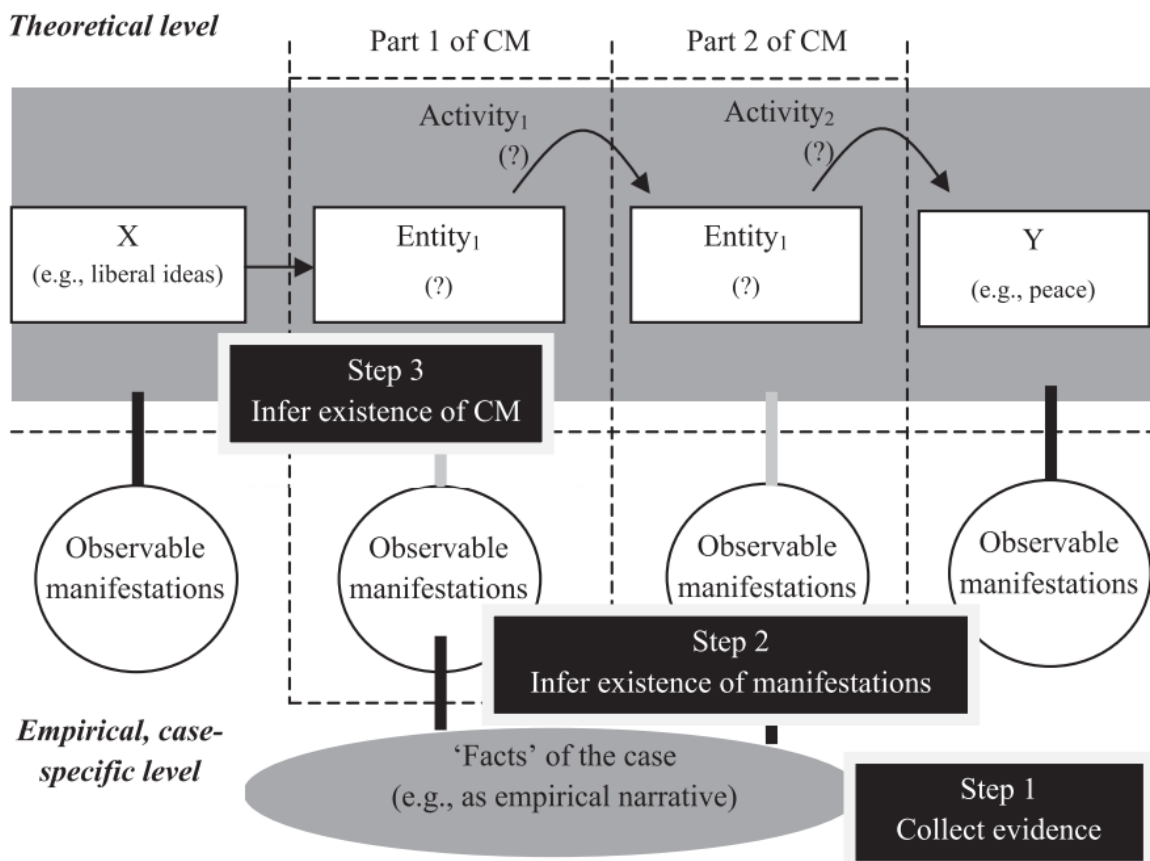 Theoretical level
Part 1 of CM
Part 2 of CM
Activity₁
(?)
Activity₂
(?)
X
(e.g., liberal ideas)
Entity₁
(?)
Entity₁
(?)
Y
(e.g., peace)
Step 3
Infer existence of CM
Observable
manifestations
Observable
manifestations
Observable
manifestations
Observable
manifestations
Step 2
Infer existence of manifestations
Empirical, case-
specific level
‘Facts’ of the case
(e.g., as empirical narrative)
Step 1
Collect evidence